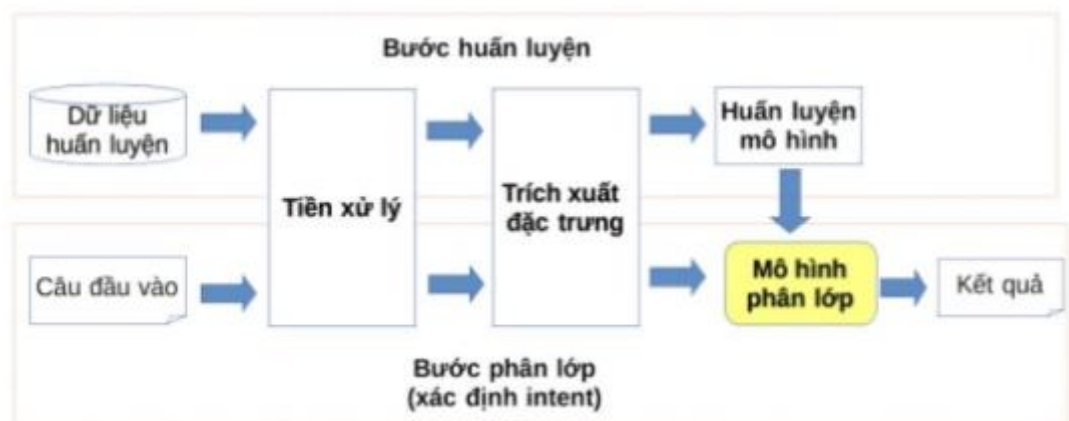 Bước huấn luyện
Dữ liệu
huấn luyện
Tiền xử lý
Trích xuất
đặc trưng
Huấn luyện
mô hình
Câu đầu vào
Mô hình
phân lớp
Kết quả
Bước phân lớp
(xác định intent)